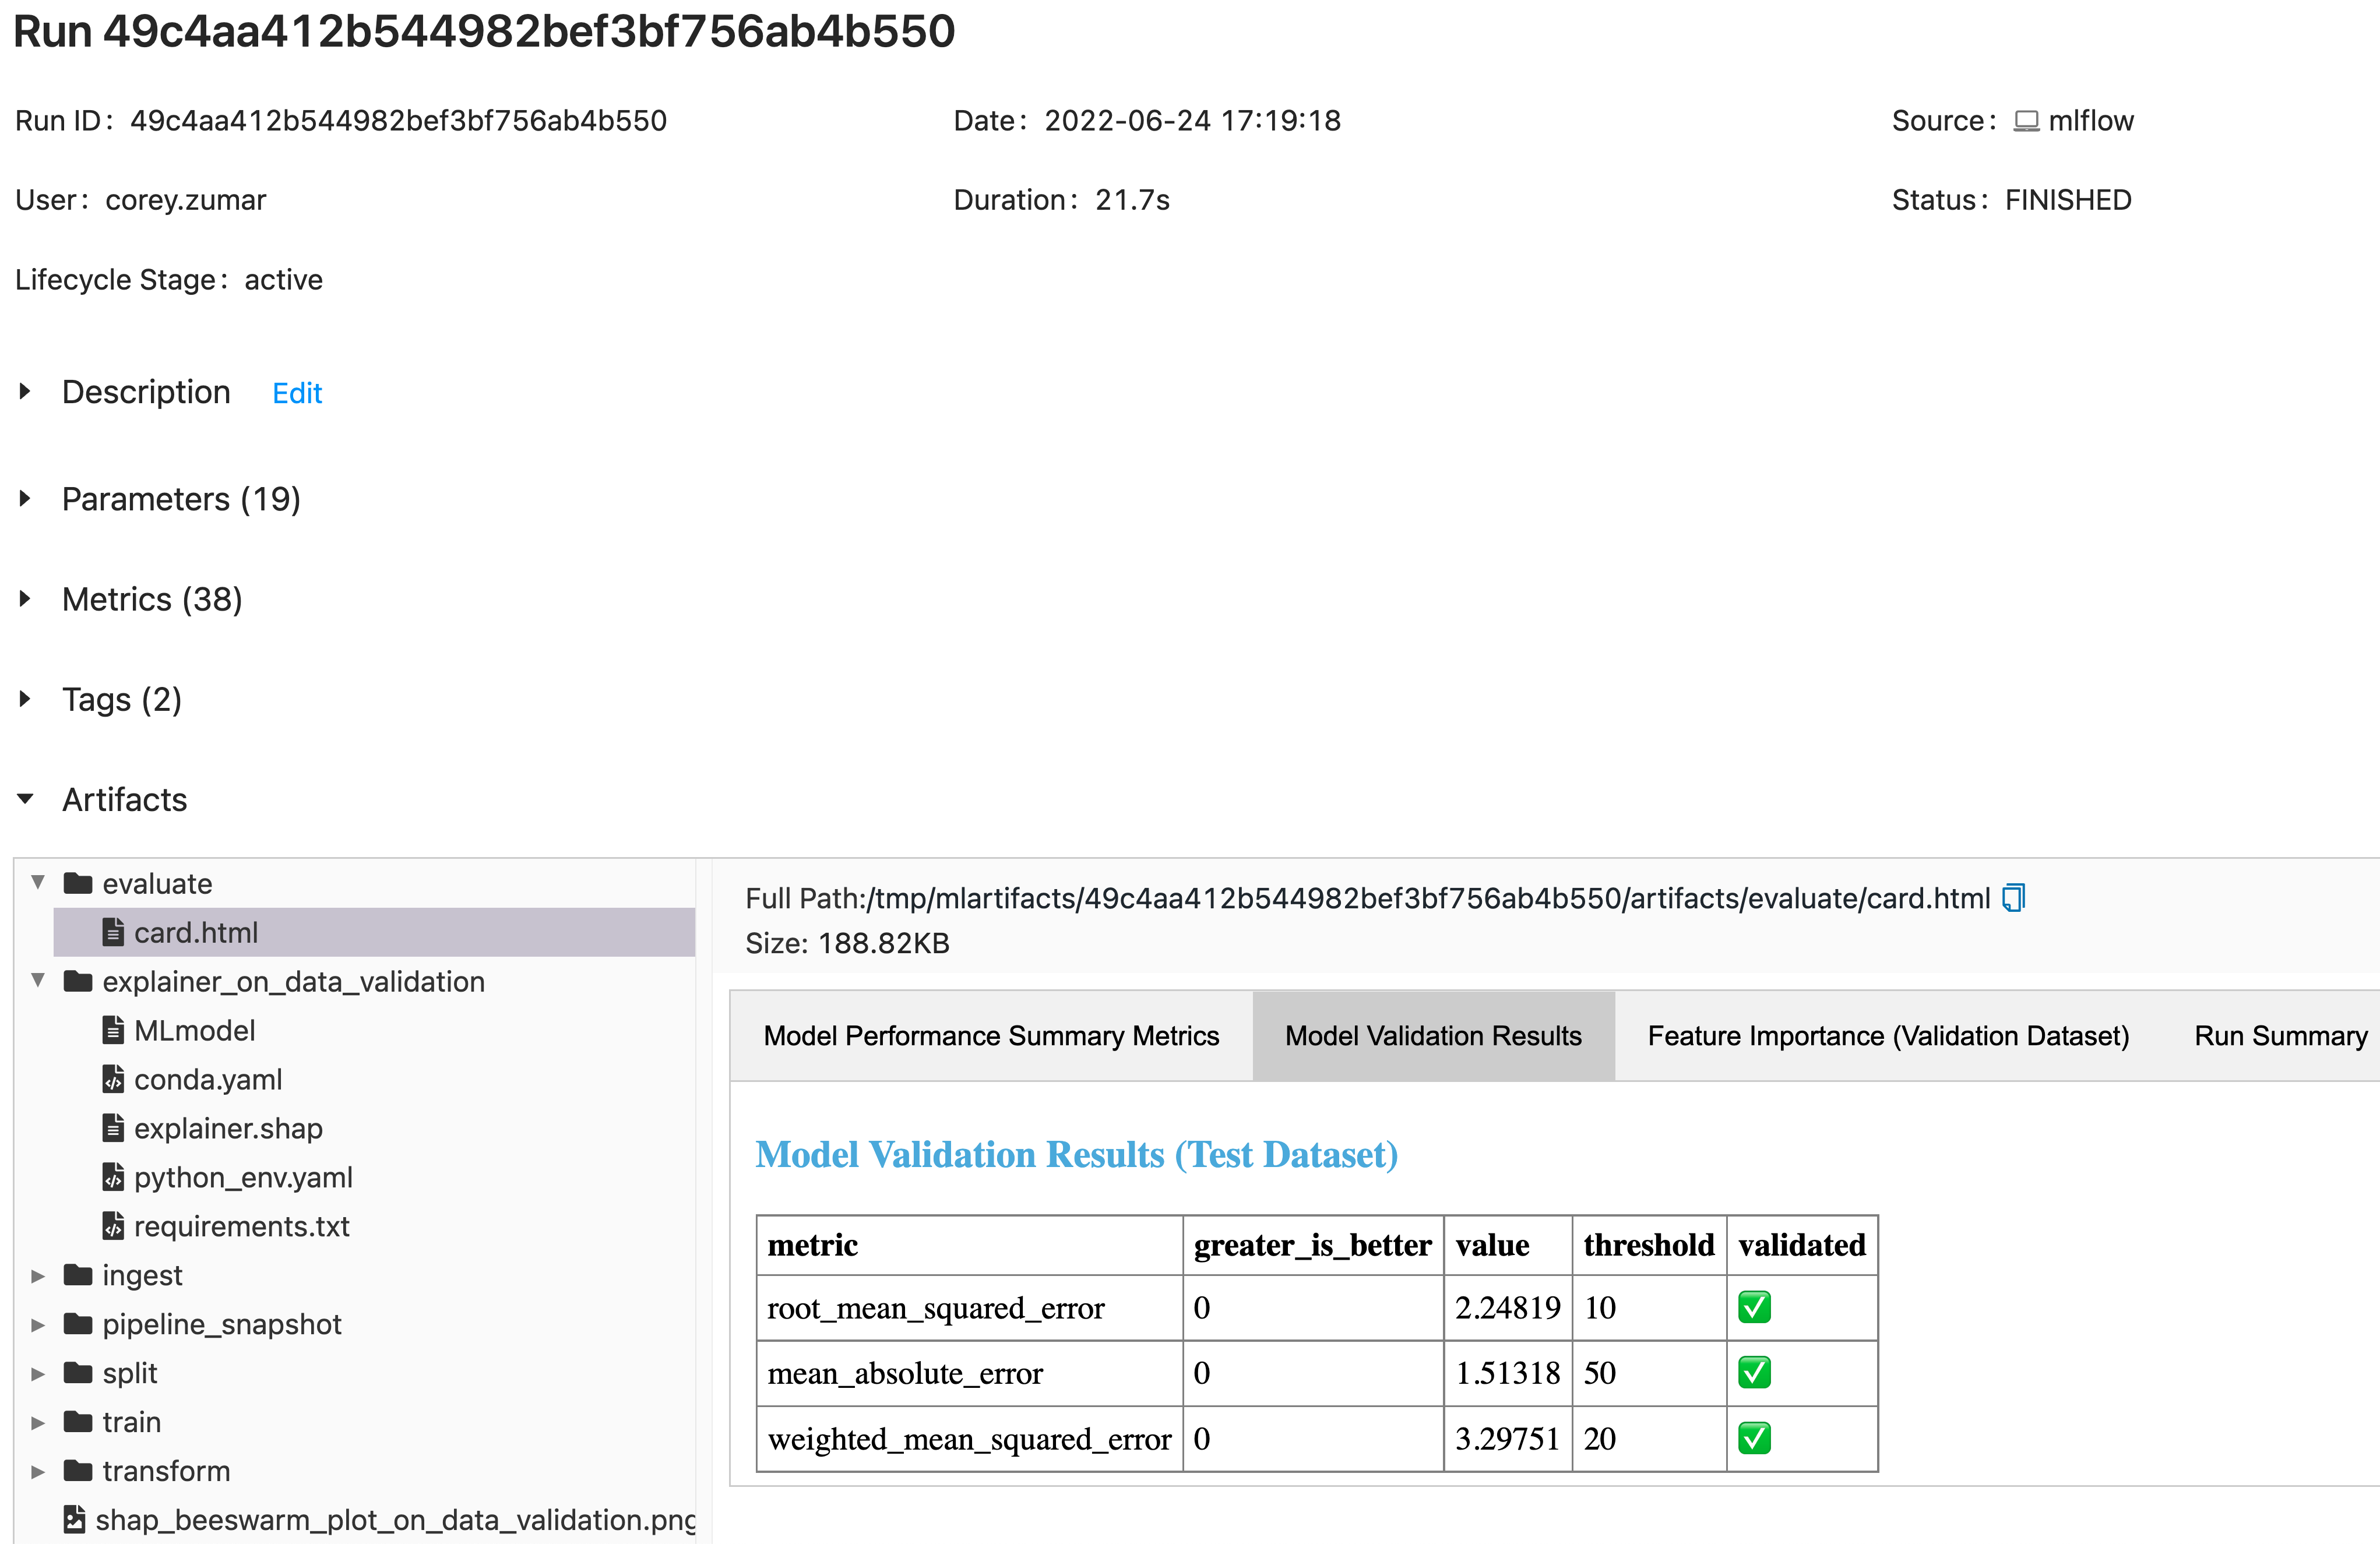 Run 49c4aa412b544982bef3bf756ab4b550
Run ID: 49c4aa412b544982bef3bf756ab4b550 Date: 2022-06-24 17:19:18 Source: mlflow
User: corey.zumar Duration: 21.7s Status: FINISHED
Lifecycle Stage: active
Description Edit
Parameters (19)
Metrics (38)
Tags (2)
Artifacts
evaluate
card.html
explainer_on_data_validation
MLmodel
conda.yaml
explainer.shap
python_env.yaml
requirements.txt
ingest
pipeline_snapshot
split
train
transform
shap_beeswarm_plot_on_data_validation.png
Full Path:/tmp/mlartifacts/49c4aa412b544982bef3bf756ab4b550/artifacts/evaluate/card.html
Size: 188.82KB
Model Performance Summary Metrics Model Validation Results Feature Importance (Validation Dataset) Run Summary
Model Validation Results (Test Dataset)
metric greater_is_better value threshold validated
root_mean_squared_error 0 2.24819 10 ✅
mean_absolute_error 0 1.51318 50 ✅
weighted_mean_squared_error 0 3.29751 20 ✅